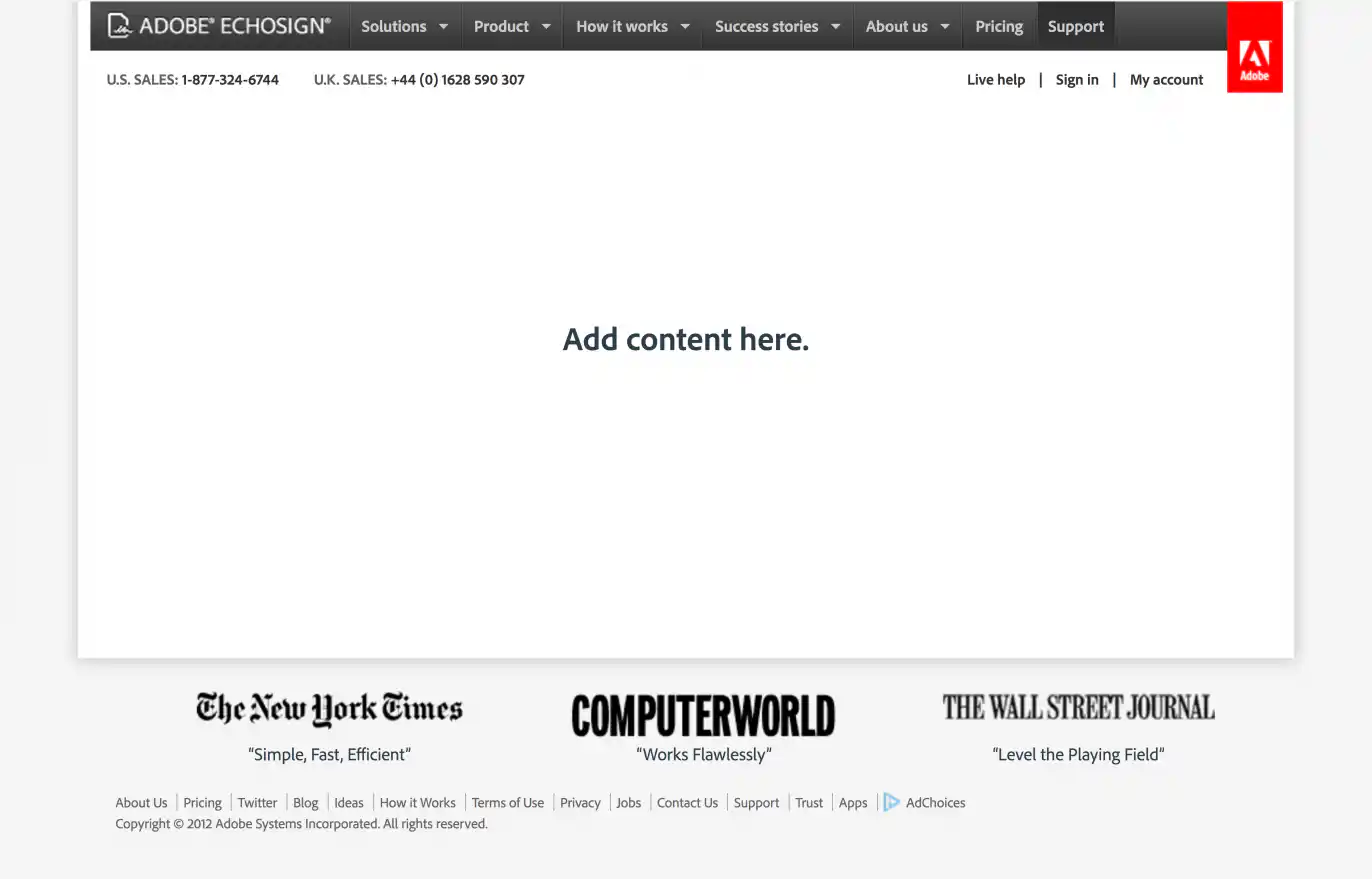 ADOBE® ECHOSIGN® Solutions Product How it works Success stories About us Pricing Support
Adobe
U.S. SALES: 1-877-324-6744 U.K. SALES: +44 (0) 1628 590 307 Live help | Sign in | My account
Add content here.
The New York Times COMPUTERWORLD THE WALL STREET JOURNAL
“Simple, Fast, Efficient” “Works Flawlessly” “Level the Playing Field”
About Us | Pricing | Twitter | Blog | Ideas | How it Works | Terms of Use | Privacy | Jobs | Contact Us | Support | Trust | Apps | AdChoices
Copyright © 2012 Adobe Systems Incorporated. All rights reserved.